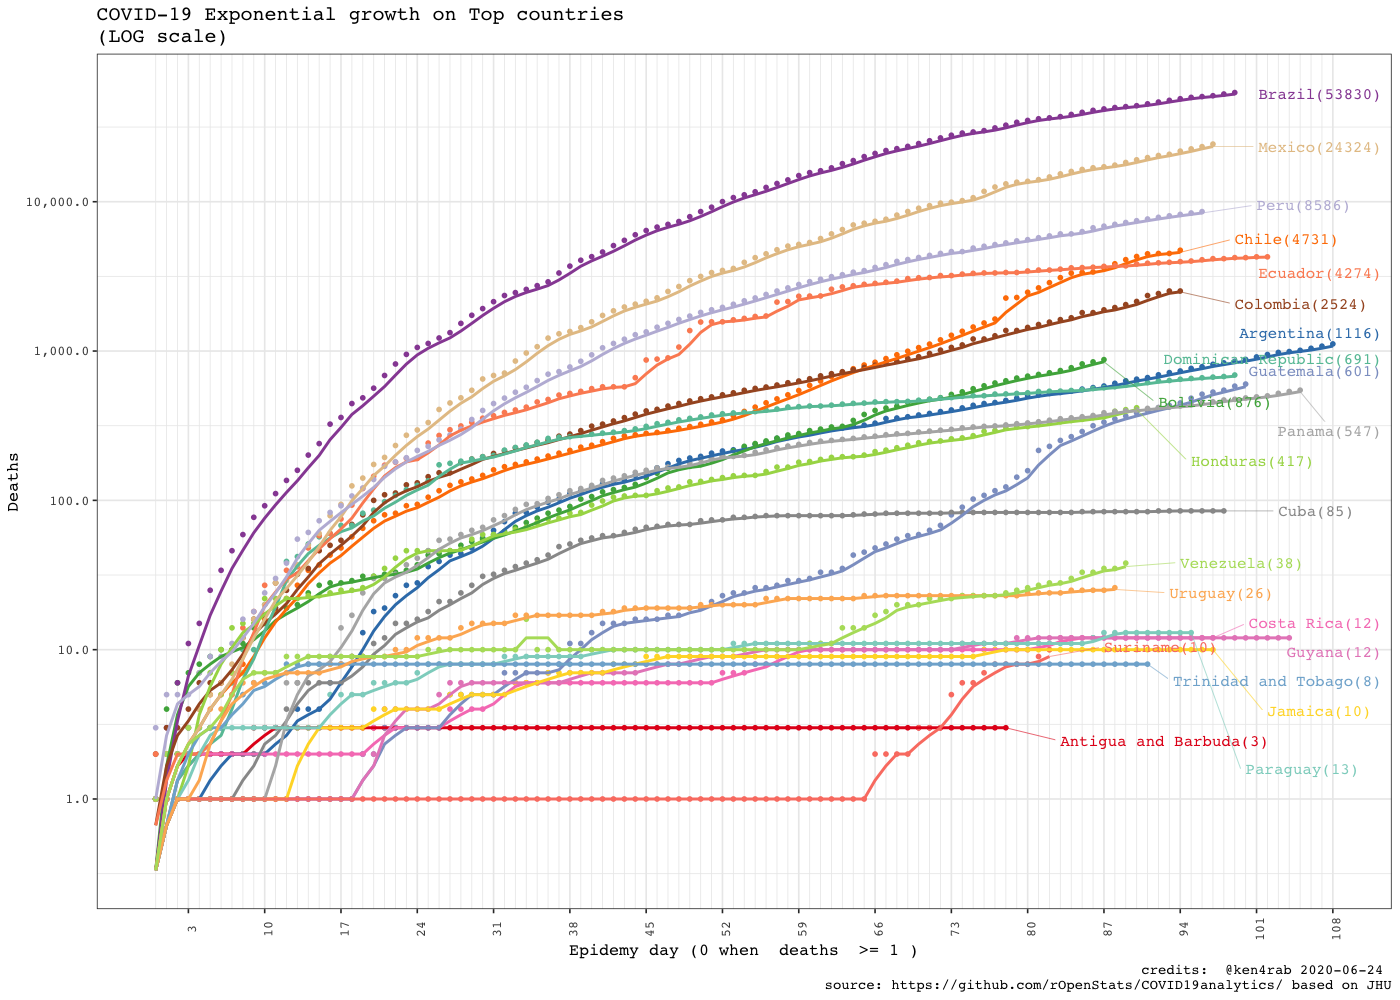 COVID-19 Exponential growth on Top countries
(LOG scale)
Deaths
10,000.0
1,000.0
100.0
10.0
1.0
Brazil(53830)
Mexico(24324)
Peru(8586)
Chile(4731)
Ecuador(4274)
Colombia(2524)
Argentina(1116)
Dominican Republic(691)
Guatemala(601)
Bolivia(876)
Panama(547)
Honduras(417)
Cuba(85)
Venezuela(38)
Uruguay(26)
Costa Rica(12)
Suriname(10)
Guyana(12)
Trinidad and Tobago(8)
Jamaica(10)
Antigua and Barbuda(3)
Paraguay(13)
3 10 17 24 31 38 45 52 59 66 73 80 87 94 101 108
Epidemy day (0 when  deaths  >= 1 )
credits:  @ken4rab 2020-06-24
source: https://github.com/rOpenStats/COVID19analytics/ based on JHU